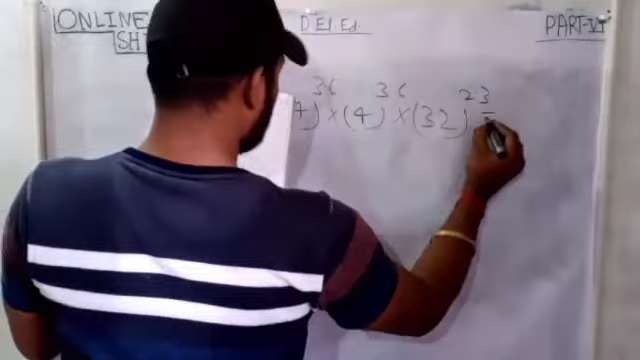 ONLINE D.El.Ed. PART-VI
SH
4)³⁶ × (4)³⁶ × (32)²³ =